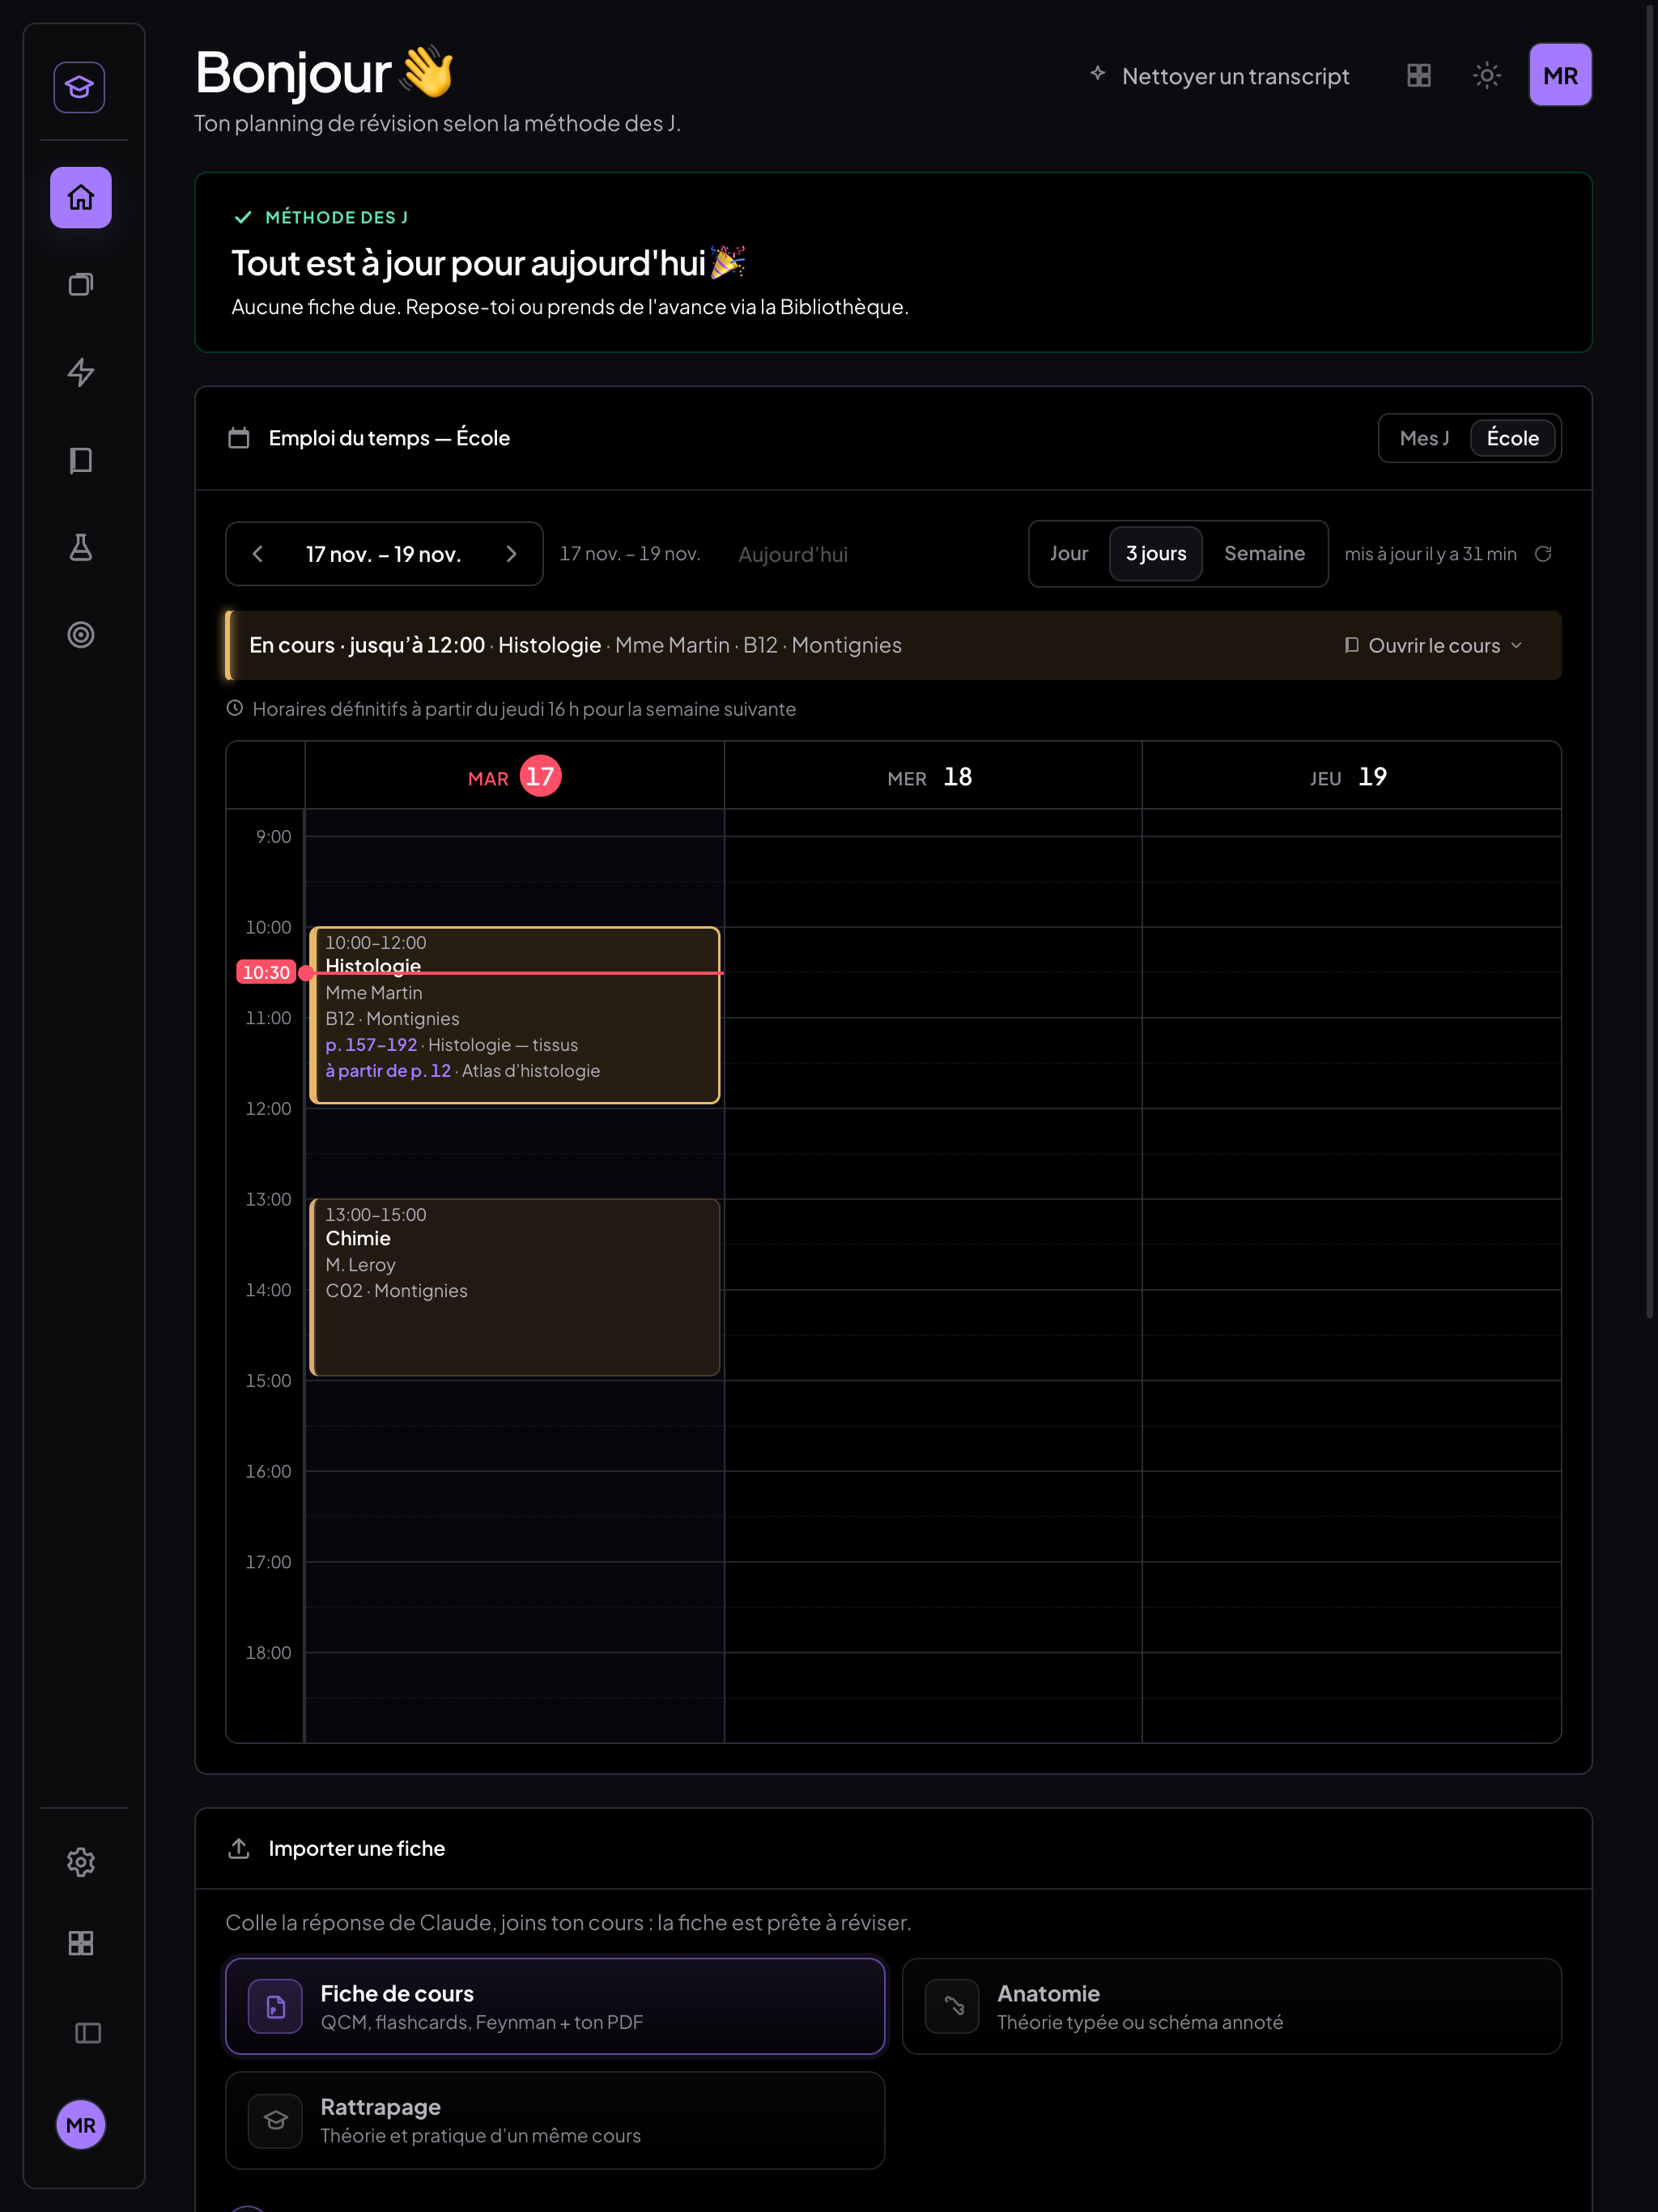 Bonjour 👋
Nettoyer un transcript
MR
Ton planning de révision selon la méthode des J.
MÉTHODE DES J
Tout est à jour pour aujourd'hui 🎉
Aucune fiche due. Repose-toi ou prends de l'avance via la Bibliothèque.
Emploi du temps — École
Mes J
École
17 nov. – 19 nov.
17 nov. – 19 nov.
Aujourd’hui
Jour
3 jours
Semaine
mis à jour il y a 31 min
En cours · jusqu’à 12:00 · Histologie · Mme Martin · B12 · Montignies
Ouvrir le cours
Horaires définitifs à partir du jeudi 16 h pour la semaine suivante
MAR 17
MER 18
JEU 19
9:00
10:00
10:00–12:00
Histologie
10:30
Mme Martin
B12 · Montignies
11:00
p. 157–192 · Histologie — tissus
à partir de p. 12 · Atlas d’histologie
12:00
13:00
13:00–15:00
Chimie
M. Leroy
C02 · Montignies
14:00
15:00
16:00
17:00
18:00
Importer une fiche
Colle la réponse de Claude, joins ton cours : la fiche est prête à réviser.
Fiche de cours
QCM, flashcards, Feynman + ton PDF
Anatomie
Théorie typée ou schéma annoté
Rattrapage
Théorie et pratique d’un même cours
MR